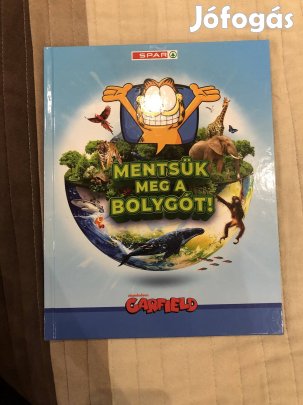 Jófogás
SPAR
MENTSÜK
MEG A
BOLYGÓT!
GARFIELD